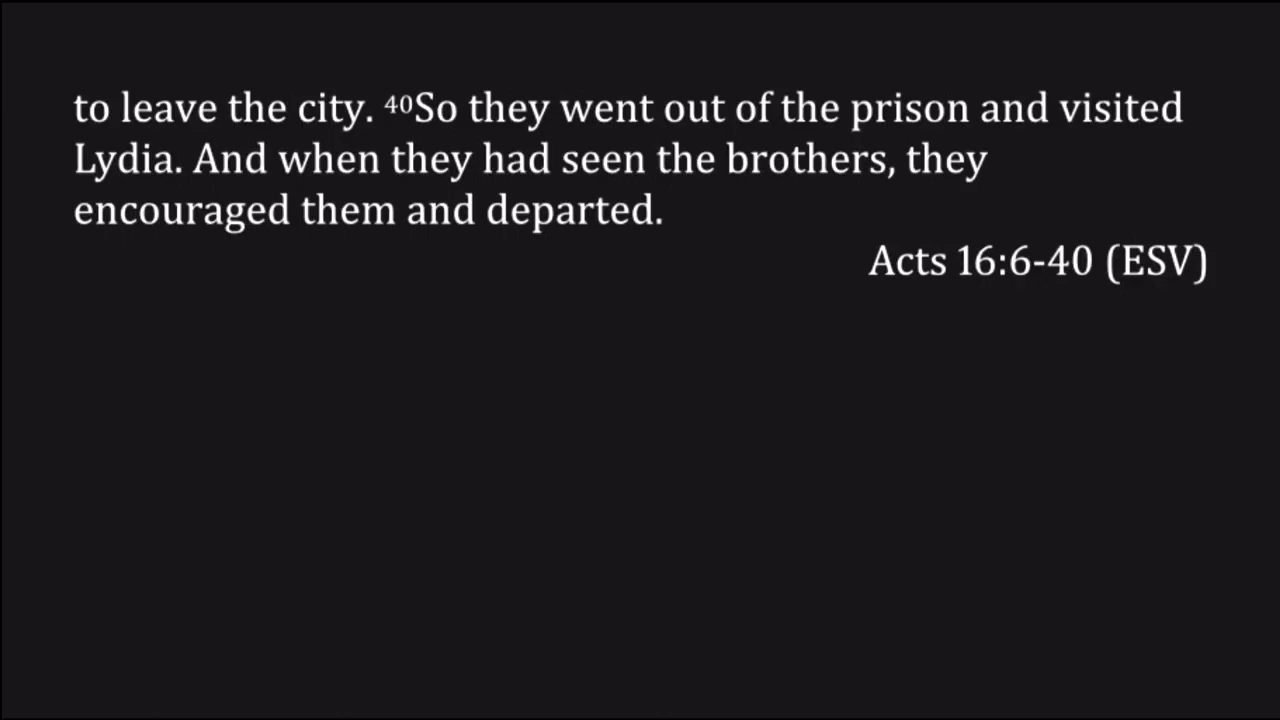 to leave the city. ⁴⁰So they went out of the prison and visited
Lydia. And when they had seen the brothers, they
encouraged them and departed.
Acts 16:6-40 (ESV)